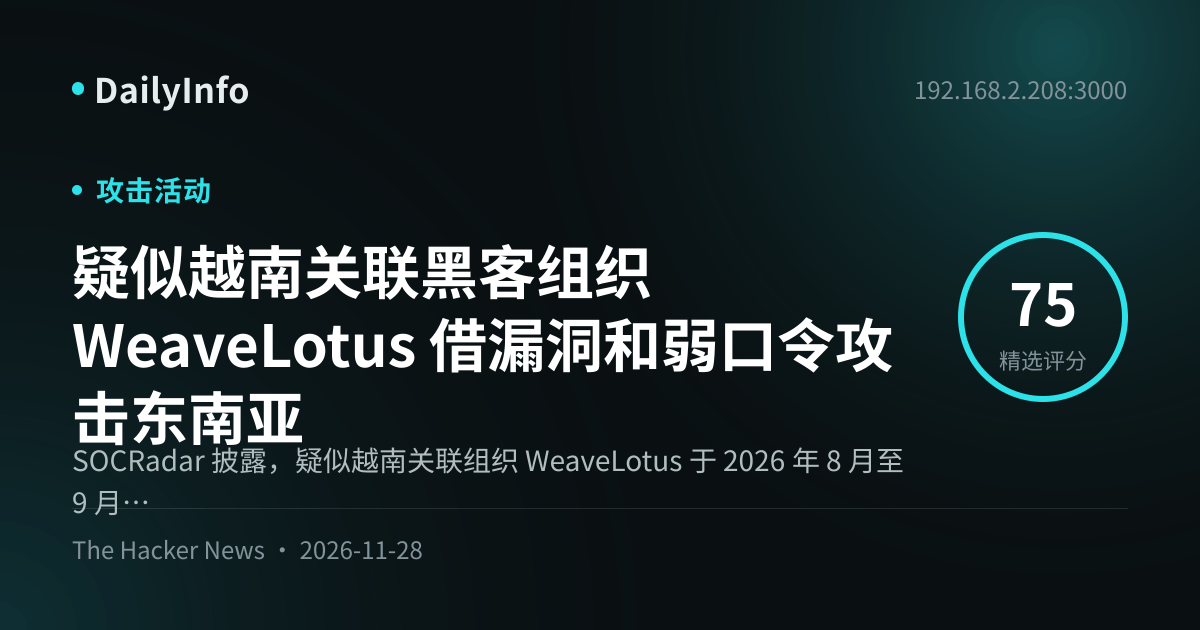 DailyInfo
192.168.2.208:3000
攻击活动
疑似越南关联黑客组织
WeaveLotus 借漏洞和弱口令攻
击东南亚
75
精选评分
SOCRadar 披露，疑似越南关联组织 WeaveLotus 于 2026 年 8 月至
9 月…
The Hacker News · 2026-11-28